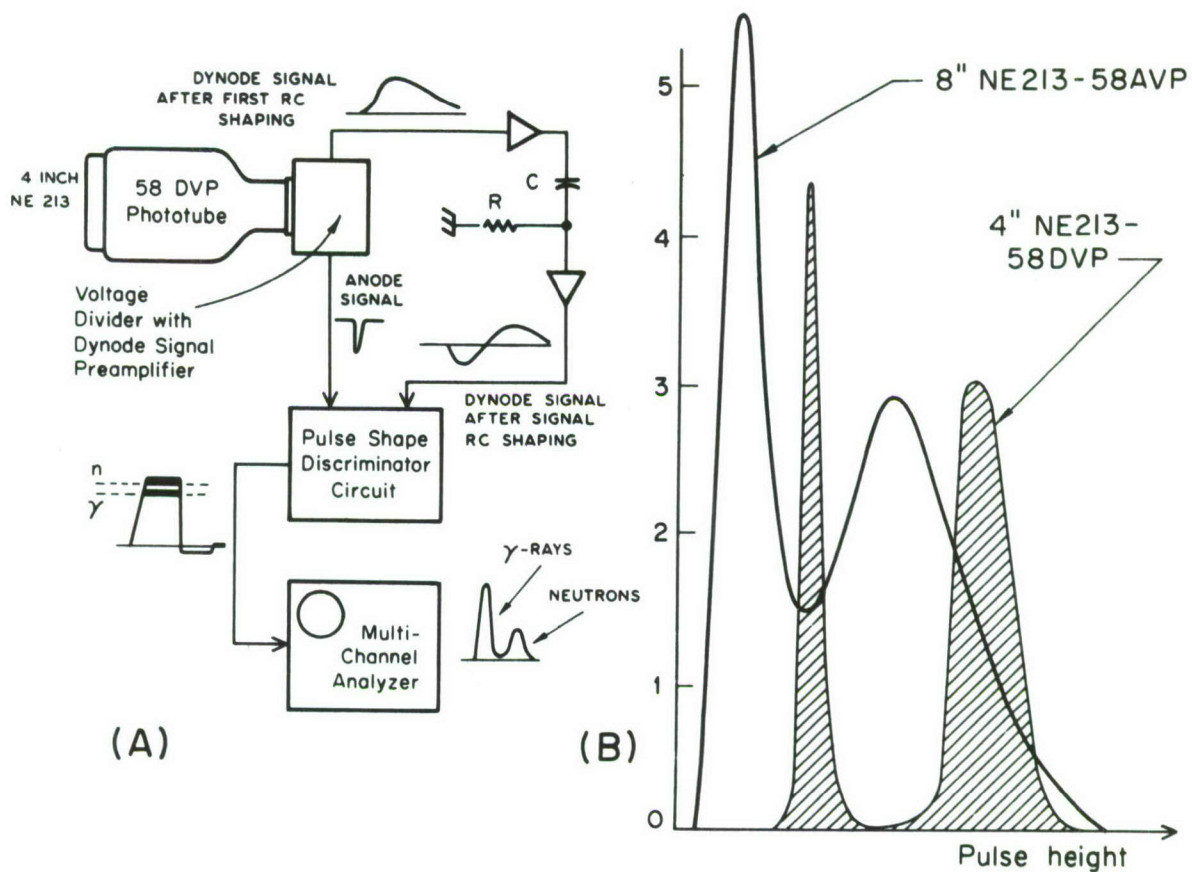 DYNODE SIGNAL
AFTER FIRST RC
SHAPING
4 INCH
NE 213
58 DVP
Phototube
C
R
Voltage
Divider with
Dynode Signal
Preamplifier
ANODE
SIGNAL
DYNODE SIGNAL
AFTER SIGNAL
RC SHAPING
Pulse Shape
Discriminator
Circuit
n
γ
γ-RAYS
NEUTRONS
Multi-
Channel
Analyzer
(A)
(B)
5
4
3
2
1
0
8" NE213-58AVP
4" NE213-
58DVP
Pulse height